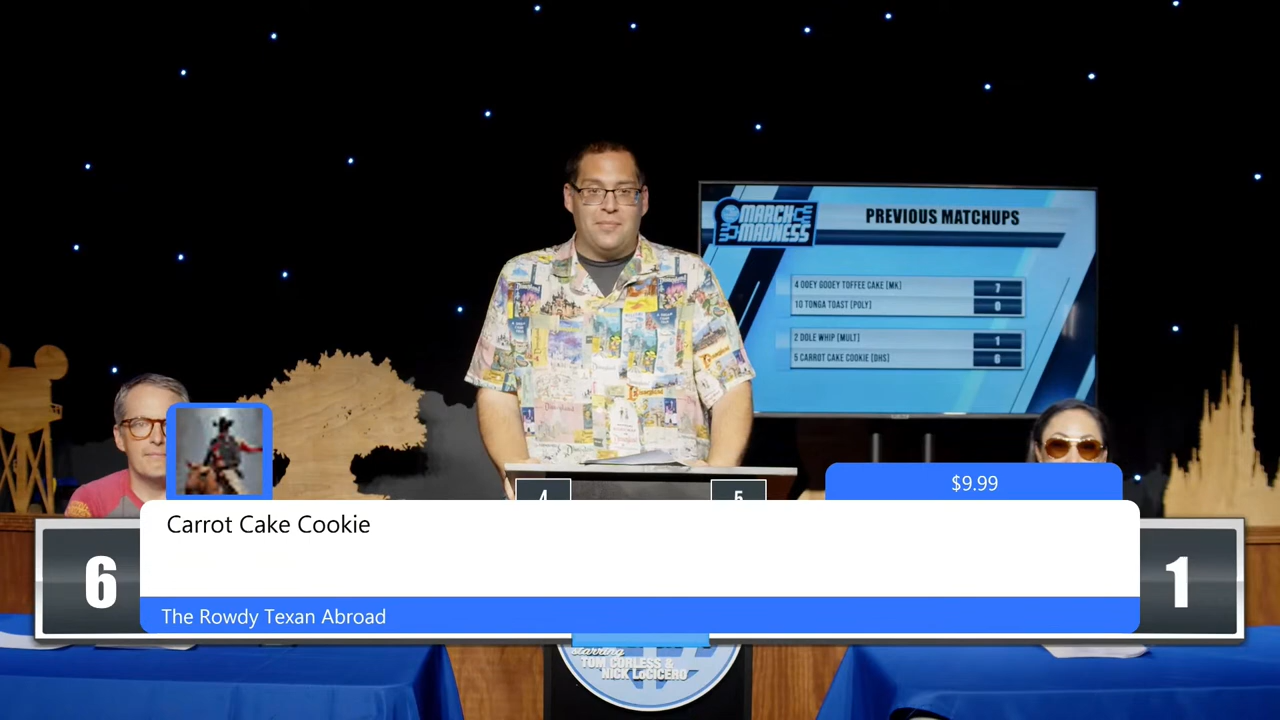 MARCH
MADNESS
PREVIOUS MATCHUPS
4 OOEY GOOEY TOFFEE CAKE [MK] 7
10 TONGA TOAST [POLY] 0
2 DOLE WHIP [MULT] 1
5 CARROT CAKE COOKIE [DHS] 6
4 5
$9.99
Carrot Cake Cookie
6 1
The Rowdy Texan Abroad
starring
TOM CORLESS &
NICK LoCICERO